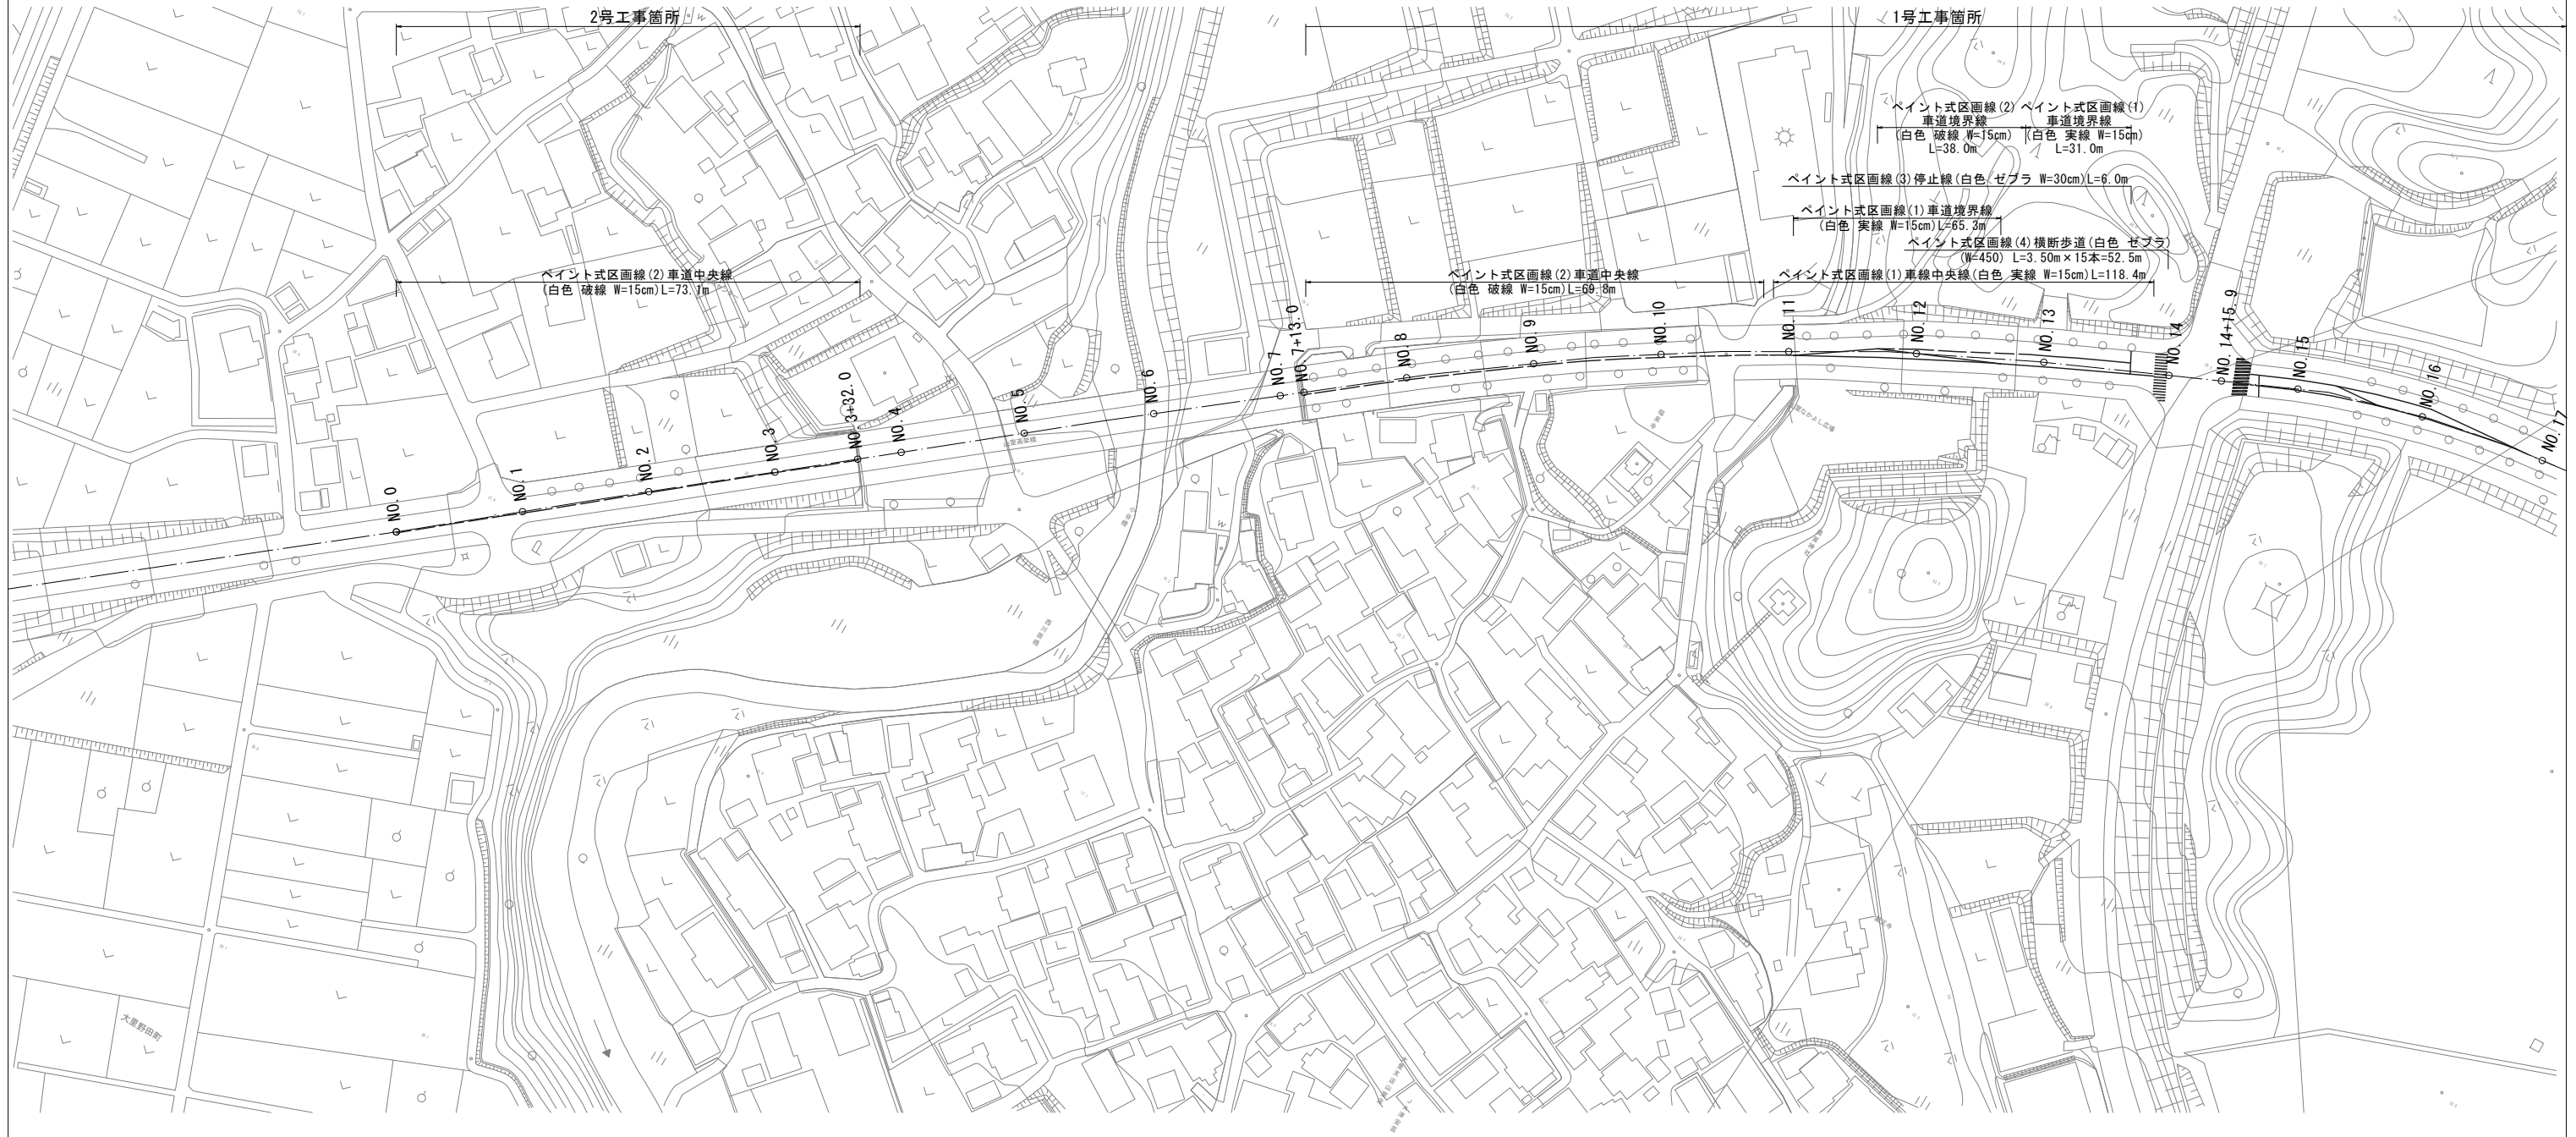 2号工事箇所
1号工事箇所
ペイント式区画線(2)
車道境界線
(白色 破線 W=15cm)
L=38.0m
ペイント式区画線(1)
車道境界線
(白色 実線 W=15cm)
L=31.0m
ペイント式区画線(3)停止線(白色 ゼブラ W=30cm)L=6.0m
ペイント式区画線(1)車道境界線
(白色 実線 W=15cm)L=65.3m
ペイント式区画線(4)横断歩道(白色 ゼブラ)
(W=450) L=3.50m×15本=52.5m
ペイント式区画線(2)車道中央線
(白色 破線 W=15cm)L=73.1m
ペイント式区画線(2)車道中央線
(白色 破線 W=15cm)L=69.8m
ペイント式区画線(1)車線中央線(白色 実線 W=15cm)L=118.4m
NO.0
NO.1
NO.2
NO.3
NO.3+32.0
NO.4
NO.5
NO.6
NO.7
NO.7+13.0
NO.8
NO.9
NO.10
NO.11
NO.12
NO.13
NO.14
NO.14+15.9
NO.15
NO.16
NO.17
大里野田町